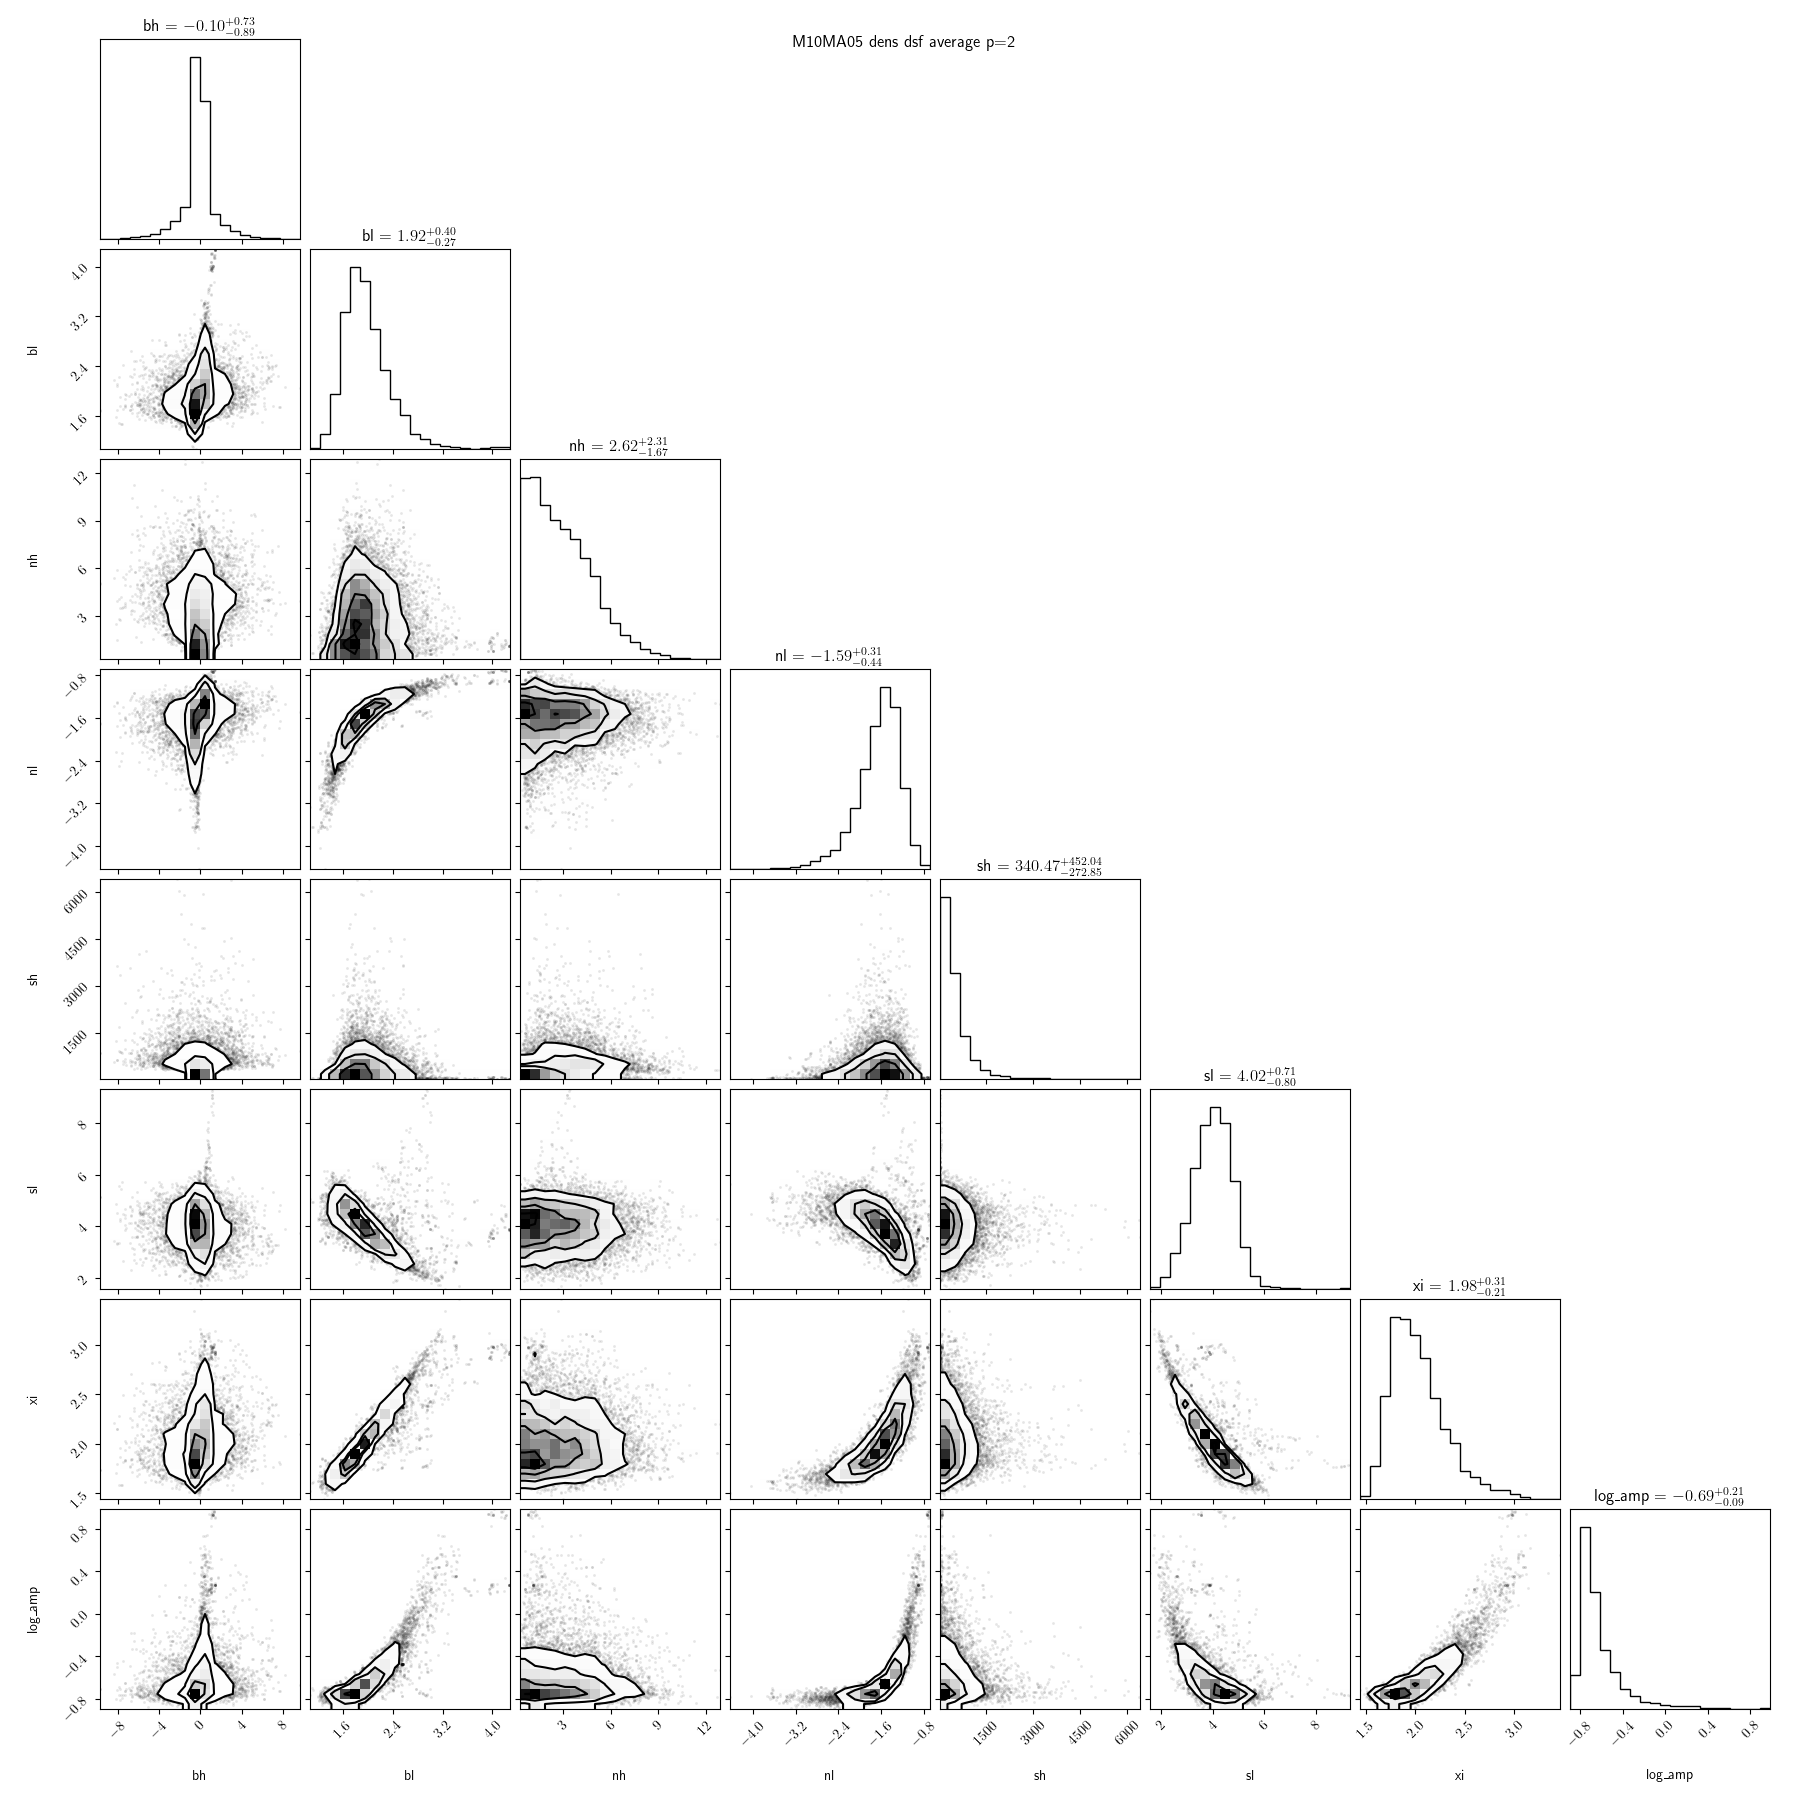 M10MA05 dens dsf average p=2
bh = −0.10 +0.73 −0.89
bl = 1.92 +0.40 −0.27
nh = 2.62 +2.31 −1.67
nl = −1.59 +0.31 −0.44
sh = 340.47 +452.04 −272.85
sl = 4.02 +0.71 −0.80
xi = 1.98 +0.31 −0.21
log_amp = −0.69 +0.21 −0.09
bl
4.0
3.2
2.4
1.6
nh
12
9
6
3
nl
−0.8
−1.6
−2.4
−3.2
−4.0
sh
6000
4500
3000
1500
sl
8
6
4
2
xi
3.0
2.5
2.0
1.5
log_amp
0.8
0.4
0.0
−0.4
−0.8
−8 −4 0 4 8
1.6 2.4 3.2 4.0
3 6 9 12
−4.0 −3.2 −2.4 −1.6 −0.8
1500 3000 4500 6000
2 4 6 8
1.5 2.0 2.5 3.0
−0.8 −0.4 0.0 0.4 0.8
bh bl nh nl sh sl xi log_amp